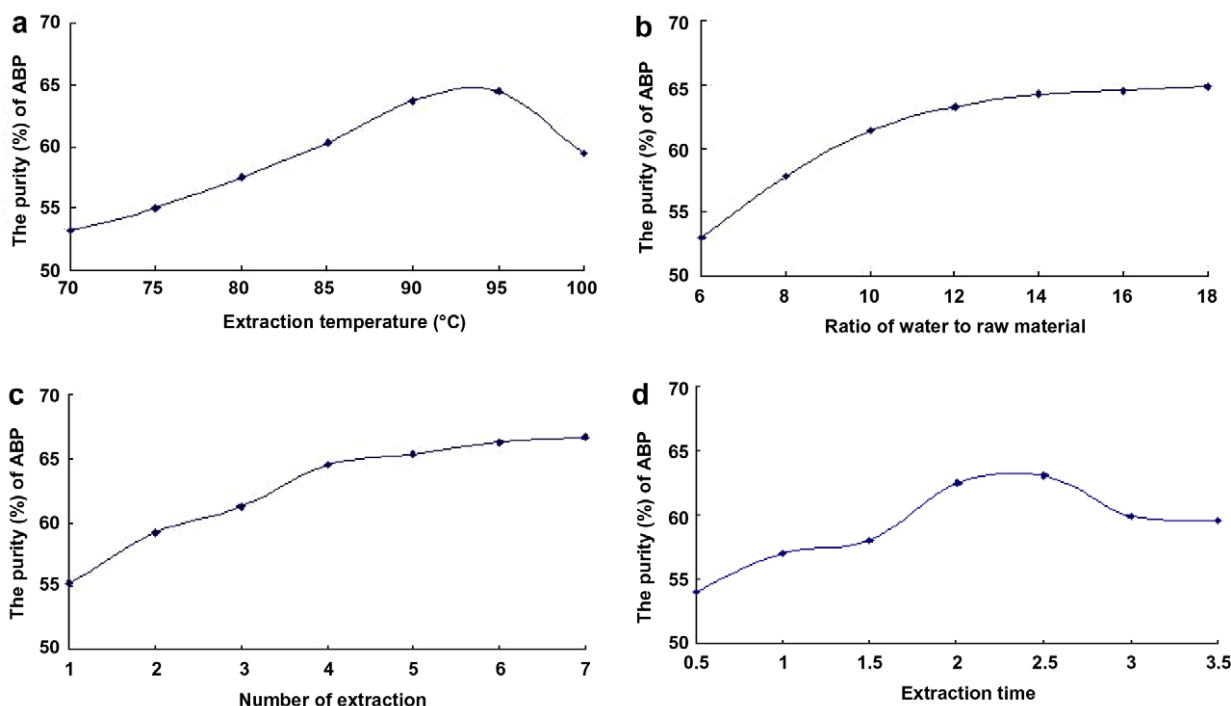 a
The purity (%) of ABP
70
65
60
55
50
70 75 80 85 90 95 100
Extraction temperature (°C)
b
The purity (%) of ABP
70
65
60
55
50
6 8 10 12 14 16 18
Ratio of water to raw material
c
The purity (%) of ABP
70
65
60
55
50
1 2 3 4 5 6 7
Number of extraction
d
The purity (%) of ABP
70
65
60
55
50
0.5 1 1.5 2 2.5 3 3.5
Extraction time